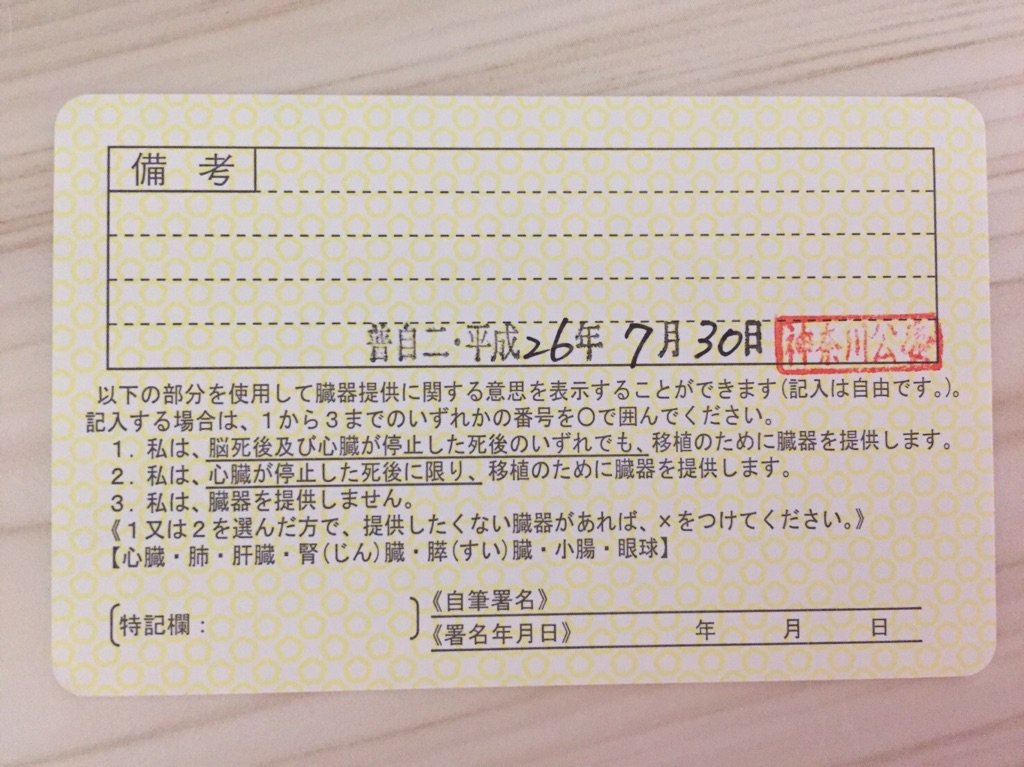 備考
普自二・平成26年7月30日 神奈川公委
以下の部分を使用して臓器提供に関する意思を表示することができます(記入は自由です。)。
記入する場合は、1から3までのいずれかの番号を〇で囲んでください。
1. 私は、脳死後及び心臓が停止した死後のいずれでも、移植のために臓器を提供します。
2. 私は、心臓が停止した死後に限り、移植のために臓器を提供します。
3. 私は、臓器を提供しません。
《1又は2を選んだ方で、提供したくない臓器があれば、×をつけてください。》
【心臓・肺・肝臓・腎(じん)臓・膵(すい)臓・小腸・眼球】
《自筆署名》
〔特記欄: 〕
《署名年月日》 年 月 日